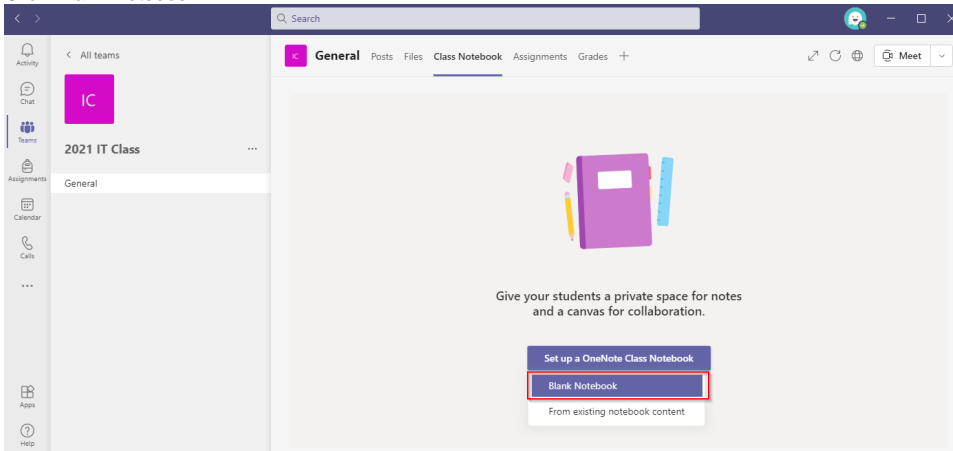 Search
Activity
Chat
Teams
Assignments
Calendar
Calls
Apps
Help
All teams
IC
2021 IT Class
General
IC General Posts Files Class Notebook Assignments Grades
Meet
Give your students a private space for notes
and a canvas for collaboration.
Set up a OneNote Class Notebook
Blank Notebook
From existing notebook content